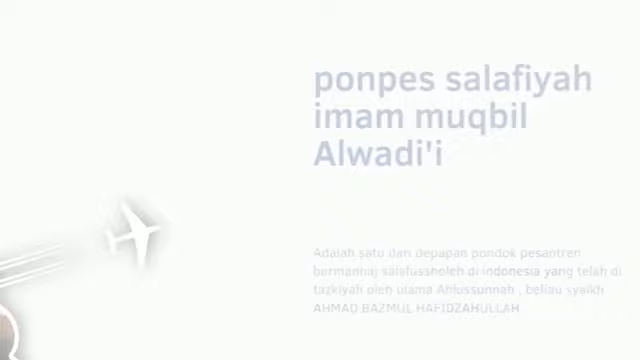 ponpes salafiyah
imam muqbil
Alwadi'i
Adalah satu dari depapan pondok pesantren
bermanhaj salafussholeh di indonesia yang telah di
tazkiyah oleh ulama Ahlussunnah , beliau syaikh
AHMAD BAZMUL HAFIDZAHULLAH